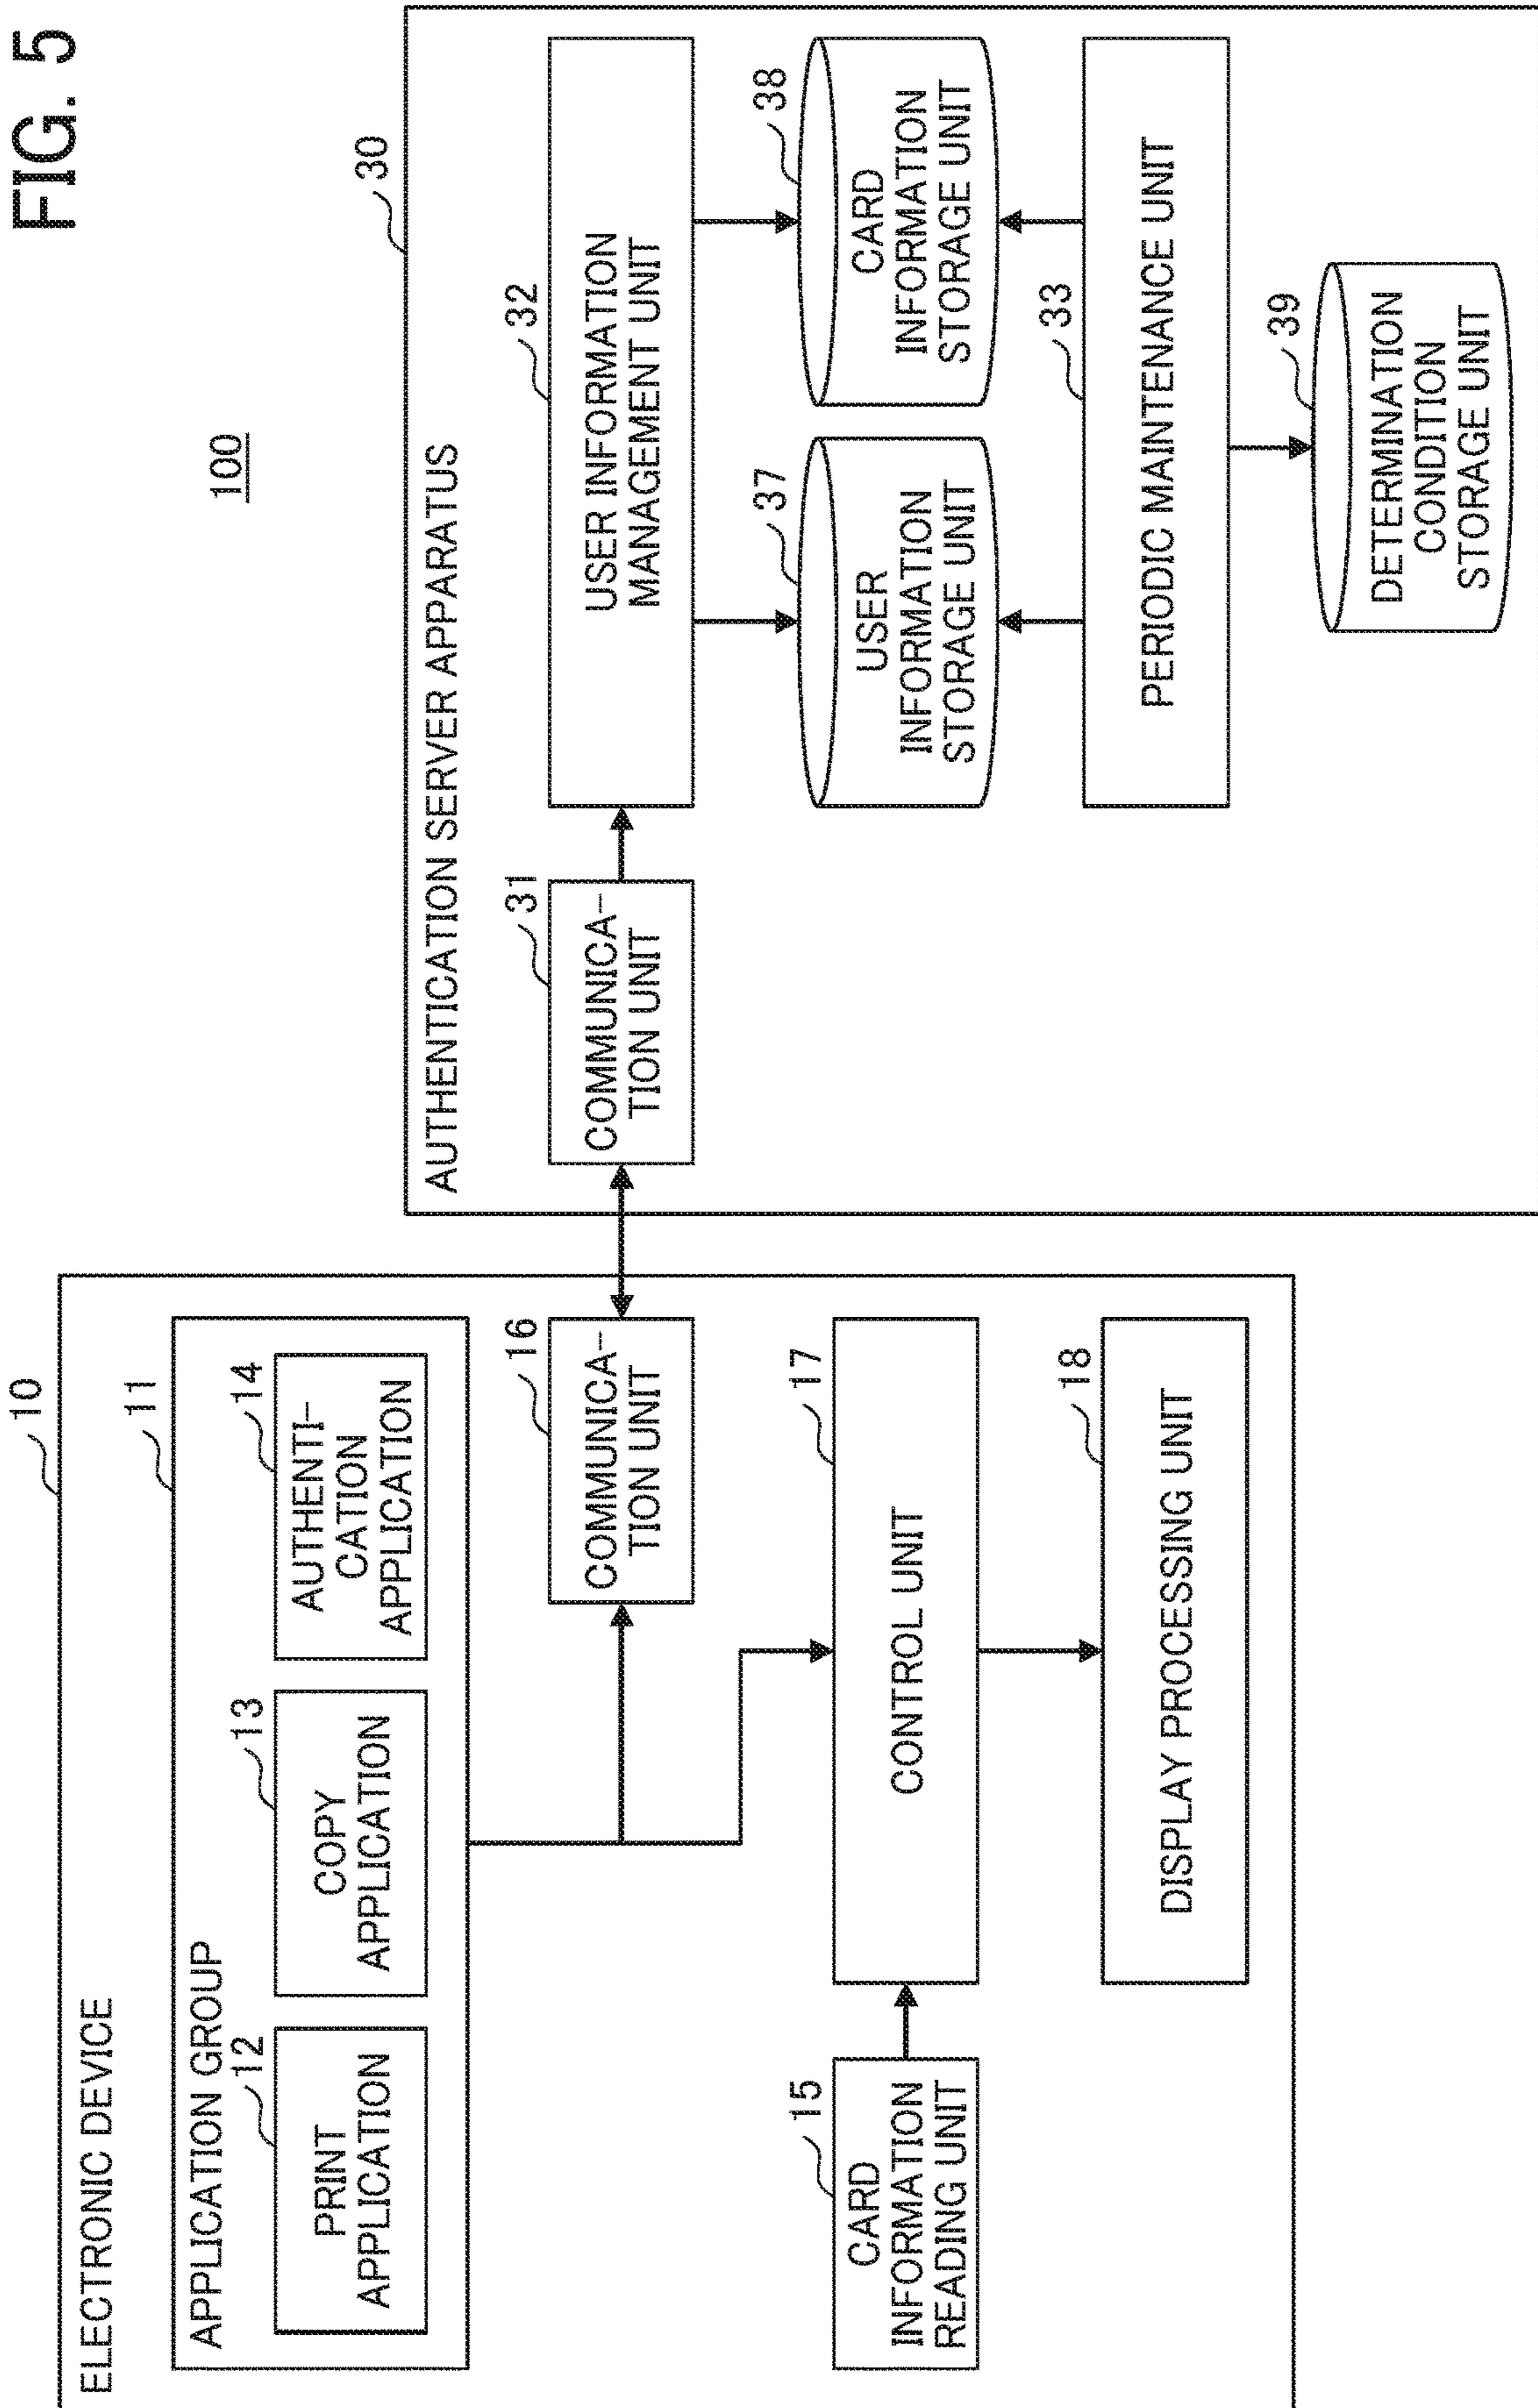 FIG. 5
100
10
ELECTRONIC DEVICE
11
APPLICATION GROUP
12
PRINT
APPLICATION
13
COPY
APPLICATION
14
AUTHENTI-
CATION
APPLICATION
16
COMMUNICA-
TION UNIT
15
CARD
INFORMATION
READING UNIT
17
CONTROL UNIT
18
DISPLAY PROCESSING UNIT
30
AUTHENTICATION SERVER APPARATUS
31
COMMUNICA-
TION UNIT
32
USER INFORMATION
MANAGEMENT UNIT
37
USER
INFORMATION
STORAGE UNIT
38
CARD
INFORMATION
STORAGE UNIT
33
PERIODIC MAINTENANCE UNIT
39
DETERMINATION
CONDITION
STORAGE UNIT